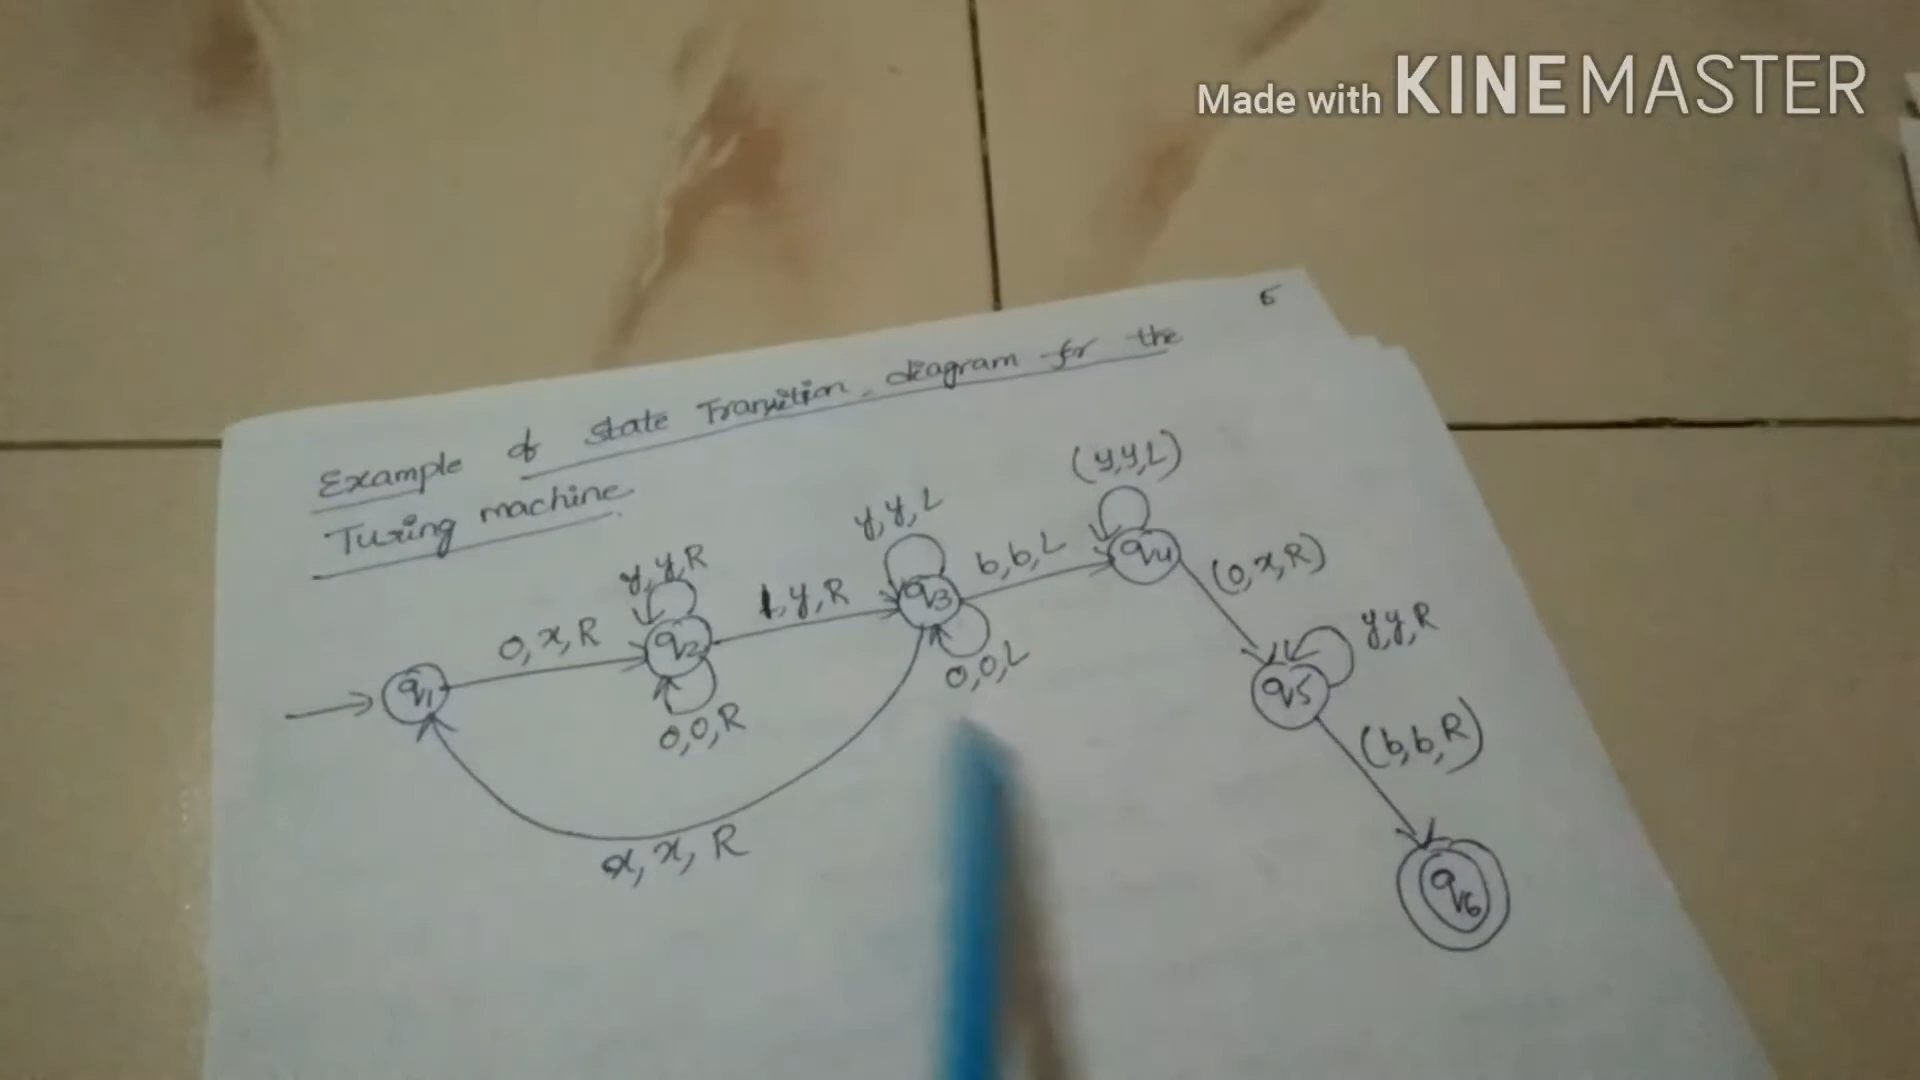 Made with KINEMASTER
5
Example of state Transition diagram for the
Turing machine.
(y,y,L)
y,y,L
b,b,L
q4
(0,x,R)
y,y,R
1,y,R
q3
0,x,R
q2
0,0,L
y,y,R
q1
q5
0,0,R
(b,b,R)
x,x,R
q6